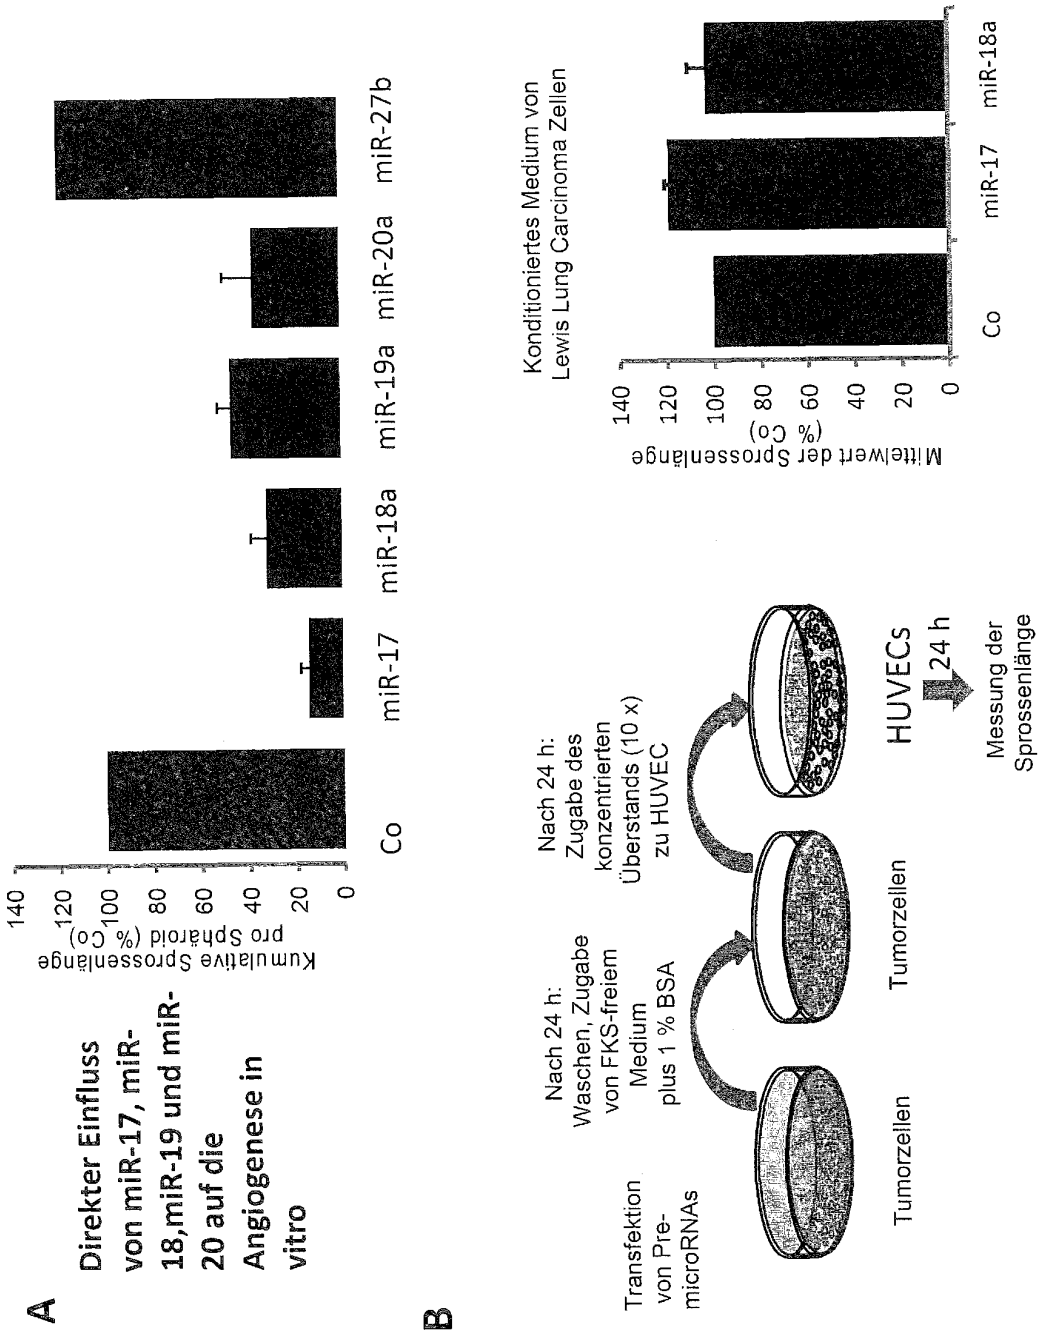 A
Direkter Einfluss
von miR-17, miR-
18,miR-19 und miR-
20 auf die
Angiogenese in
vitro
Kumulative Sprossenlänge
pro Sphäroid (% Co)
140
120
100
80
60
40
20
0
Co
miR-17
miR-18a
miR-19a
miR-20a
miR-27b
B
Transfektion
von Pre-
microRNAs
Tumorzellen
Nach 24 h:
Waschen, Zugabe
von FKS-freiem
Medium
plus 1 % BSA
Tumorzellen
Nach 24 h:
Zugabe des
konzentrierten
Überstands (10 x)
zu HUVEC
HUVECs
24 h
Messung der
Sprossenlänge
Konditioniertes Medium von
Lewis Lung Carcinoma Zellen
Mittelwert der Sprossenlänge
(% Co)
140
120
100
80
60
40
20
0
Co
miR-17
miR-18a